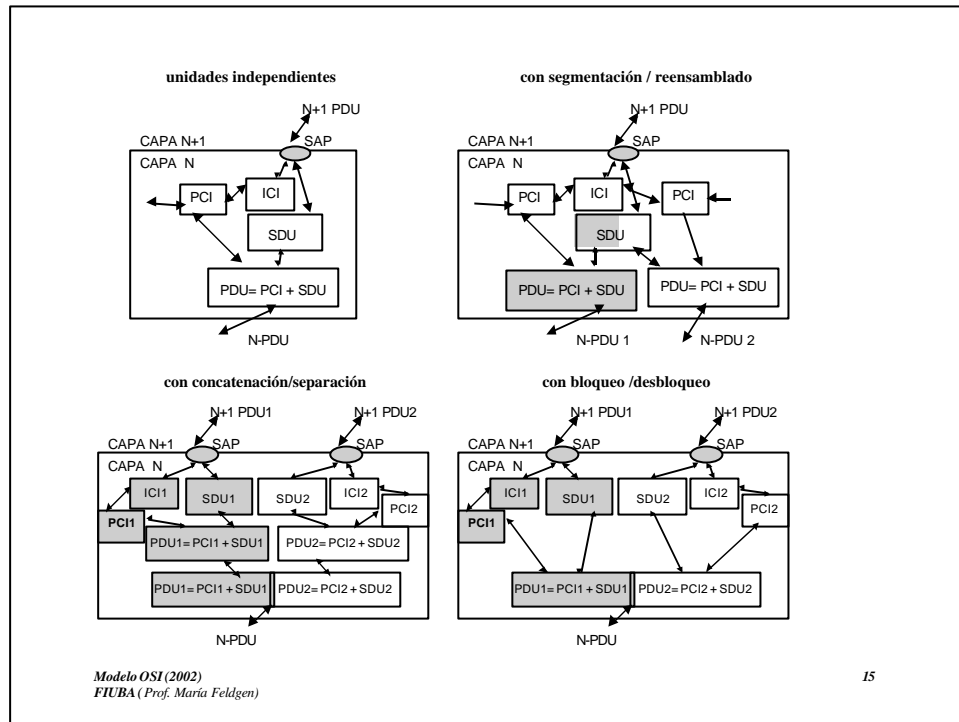 unidades independientes
N+1 PDU
CAPA N+1
SAP
CAPA N
PCI
ICI
SDU
PDU= PCI + SDU
N-PDU
con segmentación / reensamblado
N+1 PDU
CAPA N+1
SAP
CAPA N
PCI
ICI
PCI
SDU
PDU= PCI + SDU
PDU= PCI + SDU
N-PDU 1
N-PDU 2
con concatenación/separación
N+1 PDU1
N+1 PDU2
CAPA N+1
SAP
SAP
CAPA N
ICI1
SDU1
SDU2
ICI2
PCI2
PCI1
PDU1=PCI1 + SDU1
PDU2=PCI2 + SDU2
PDU1=PCI1 + SDU1
PDU2=PCI2 + SDU2
N-PDU
con bloqueo /desbloqueo
N+1 PDU1
N+1 PDU2
CAPA N+1
SAP
SAP
CAPA N
ICI1
SDU1
SDU2
ICI2
PCI2
PCI1
PDU1=PCI1 + SDU1
PDU2=PCI2 + SDU2
N-PDU
Modelo OSI (2002)
FIUBA ( Prof. María Feldgen)
15